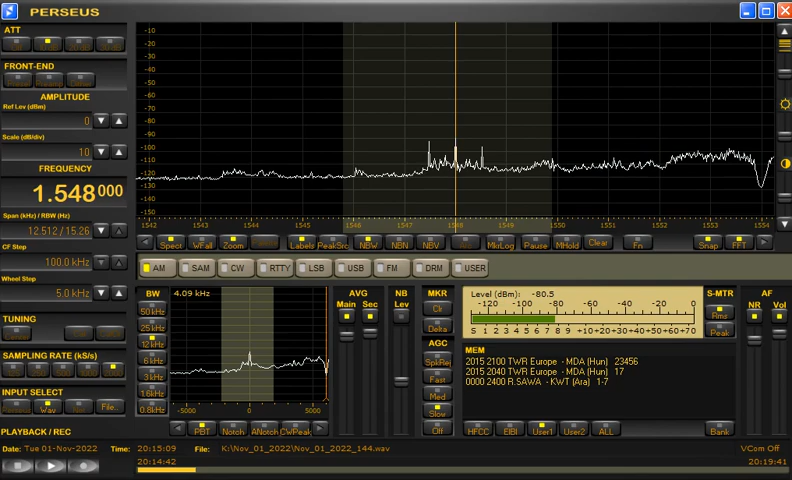 PERSEUS
ATT
FRONT-END
AMPLITUDE
Ref Lev (dBm)
0
Scale (dB/div)
10
FREQUENCY
1.548000
Span (kHz) / RBW (Hz)
12.512 / 15.26
CF Step
100.0 kHz
Wheel Step
5.0 kHz
TUNING
SAMPLING RATE (kS/s)
INPUT SELECT
Wav
File...
PLAYBACK / REC
-10
-20
-30
-40
-50
-60
-70
-80
-90
-100
-110
-120
-130
-150
1542 1543 1544 1545 1546 1547 1548 1549 1550 1551 1552 1553 1554
Spect WFall Zoom Labels PeakSrc NBW NBN NBV MkrLog Pause MHold Clear Fn Snap FFT
AM SAM CW RTTY LSB USB FM DRM USER
BW
50kHz
25kHz
12kHz
6kHz
3kHz
1.6kHz
0.8kHz
4.09 kHz
-5000 0 5000
PBT Notch ANotch CWPeak
AVG
Main Sec
NB
Lev
MKR
Clr
Delta
AGC
SpkRej
Fast
Med
Slow
Off
Level (dBm): -80.5
-120 -100 -80 -60 -40 -20
S 1 2 3 4 5 6 7 8 9 +10 +20 +30 +40 +50 +60 +70
S-MTR
Rms
Peak
AF
NR Vol
MEM
2015 2100 TWR Europe - MDA (Hun) 23456
2015 2040 TWR Europe - MDA (Hun) 17
0000 2400 R.SAWA - KWT (Ara) 1-7
HFCC EIBI User1 User2 ALL Bank
Date: Tue 01-Nov-2022 Time: 20:15:09 File: K:\Nov_01_2022\Nov_01_2022_144.wav VCom Off
20:14:42 20:19:41